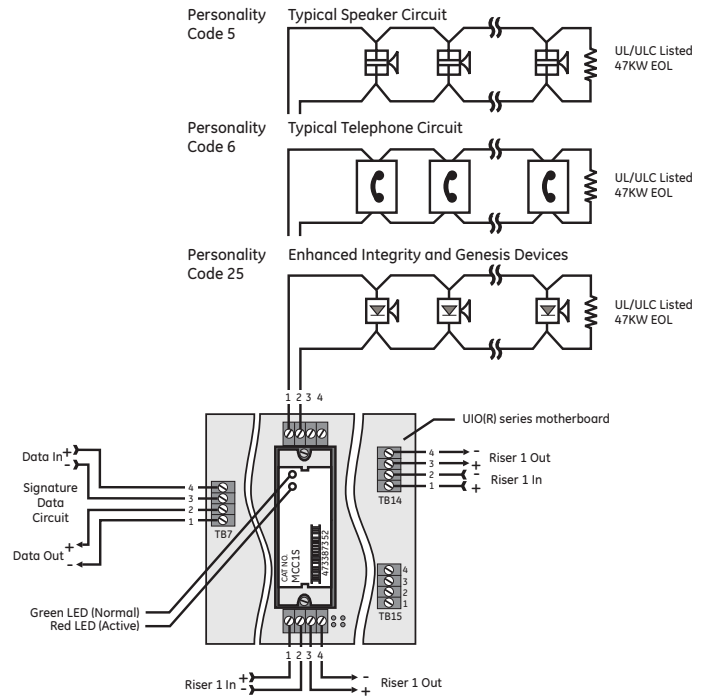 Personality Code 5
Typical Speaker Circuit
UL/ULC Listed
47KW EOL
Personality Code 6
Typical Telephone Circuit
UL/ULC Listed
47KW EOL
Personality Code 25
Enhanced Integrity and Genesis Devices
UL/ULC Listed
47KW EOL
1 2 3 4
UIO(R) series motherboard
Data In + -
Signature Data Circuit
Data Out + -
4
3
2
1
TB7
4 - Riser 1 Out
3 +
2 - Riser 1 In
1 +
TB14
CAT NO.
MCC1S
4733873 52
4
3
2
1
TB15
Green LED (Normal)
Red LED (Active)
1 2 3 4
Riser 1 In + -
- + Riser 1 Out